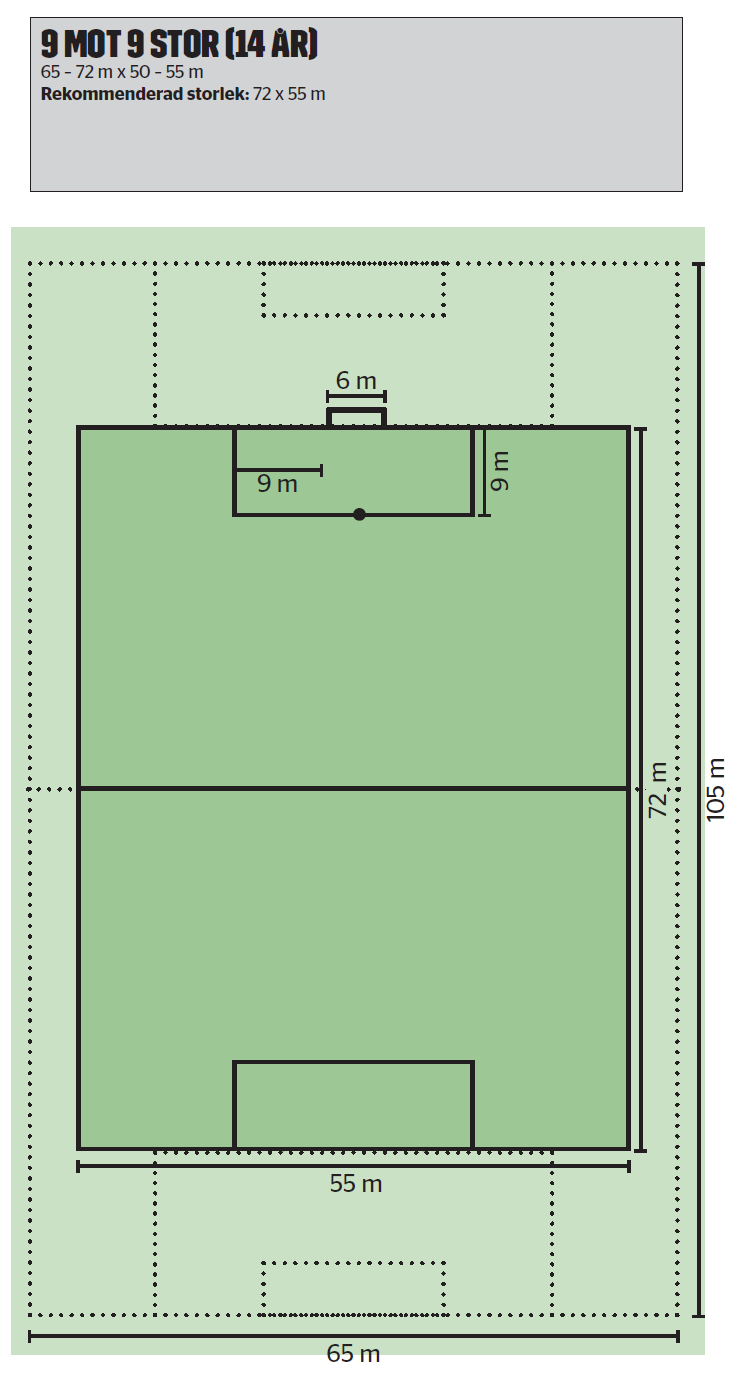 9 MOT 9 STOR (14 ÅR)
65 – 72 m x 50 – 55 m
Rekommenderad storlek: 72 x 55 m
6 m
9 m
9 m
72 m
105 m
55 m
65 m